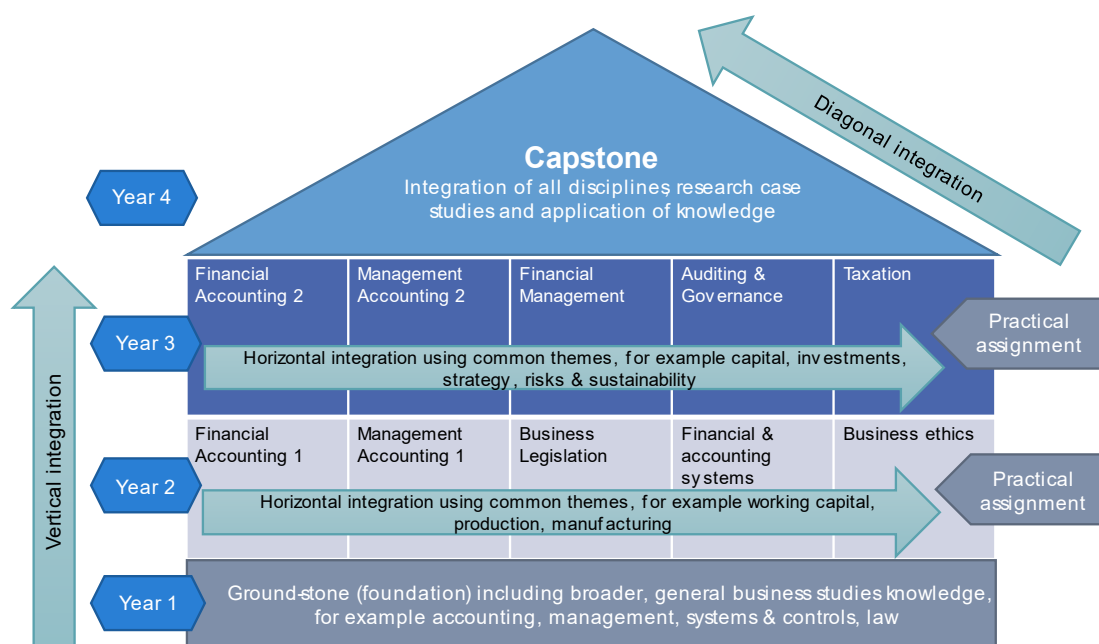 Diagonal integration
Capstone
Integration of all disciplines, research case
studies and application of knowledge
Year 4
Financial
Accounting 2
Management
Accounting 2
Financial
Management
Auditing &
Governance
Taxation
Year 3
Horizontal integration using common themes, for example capital, investments,
strategy, risks & sustainability
Practical
assignment
Vertical integration
Financial
Accounting 1
Management
Accounting 1
Business
Legislation
Financial &
accounting
systems
Business ethics
Year 2
Horizontal integration using common themes, for example working capital,
production, manufacturing
Practical
assignment
Year 1
Ground-stone (foundation) including broader, general business studies knowledge,
for example accounting, management, systems & controls, law